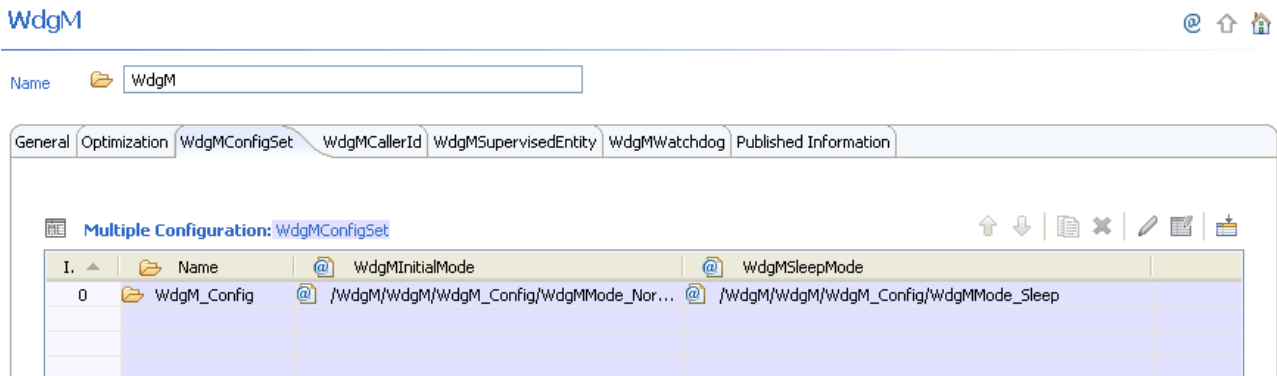 WdgM
Name WdgM
General Optimization WdgMConfigSet WdgMCallerId WdgMSupervisedEntity WdgMWatchdog Published Information
Multiple Configuration: WdgMConfigSet
I. Name WdgMInitialMode WdgMSleepMode
0 WdgM_Config /WdgM/WdgM/WdgM_Config/WdgMMode_Nor... /WdgM/WdgM/WdgM_Config/WdgMMode_Sleep